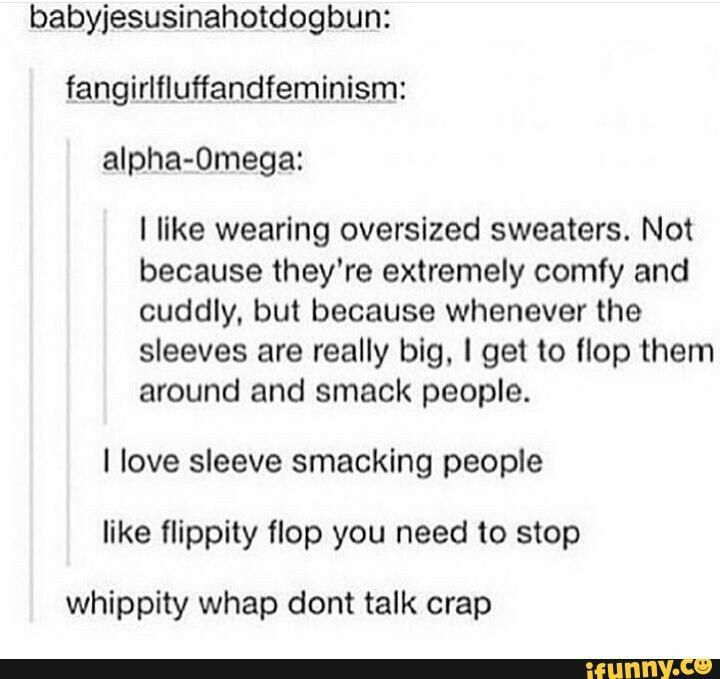 babyjesusinahotdogbun:
fangirlfluffandfeminism:
alpha-0mega:
I like wearing oversized sweaters. Not
because they're extremely comfy and
cuddly, but because whenever the
sleeves are really big, I get to flop them
around and smack people.
I love sleeve smacking people
like flippity flop you need to stop
whippity whap dont talk crap
ifunny.co